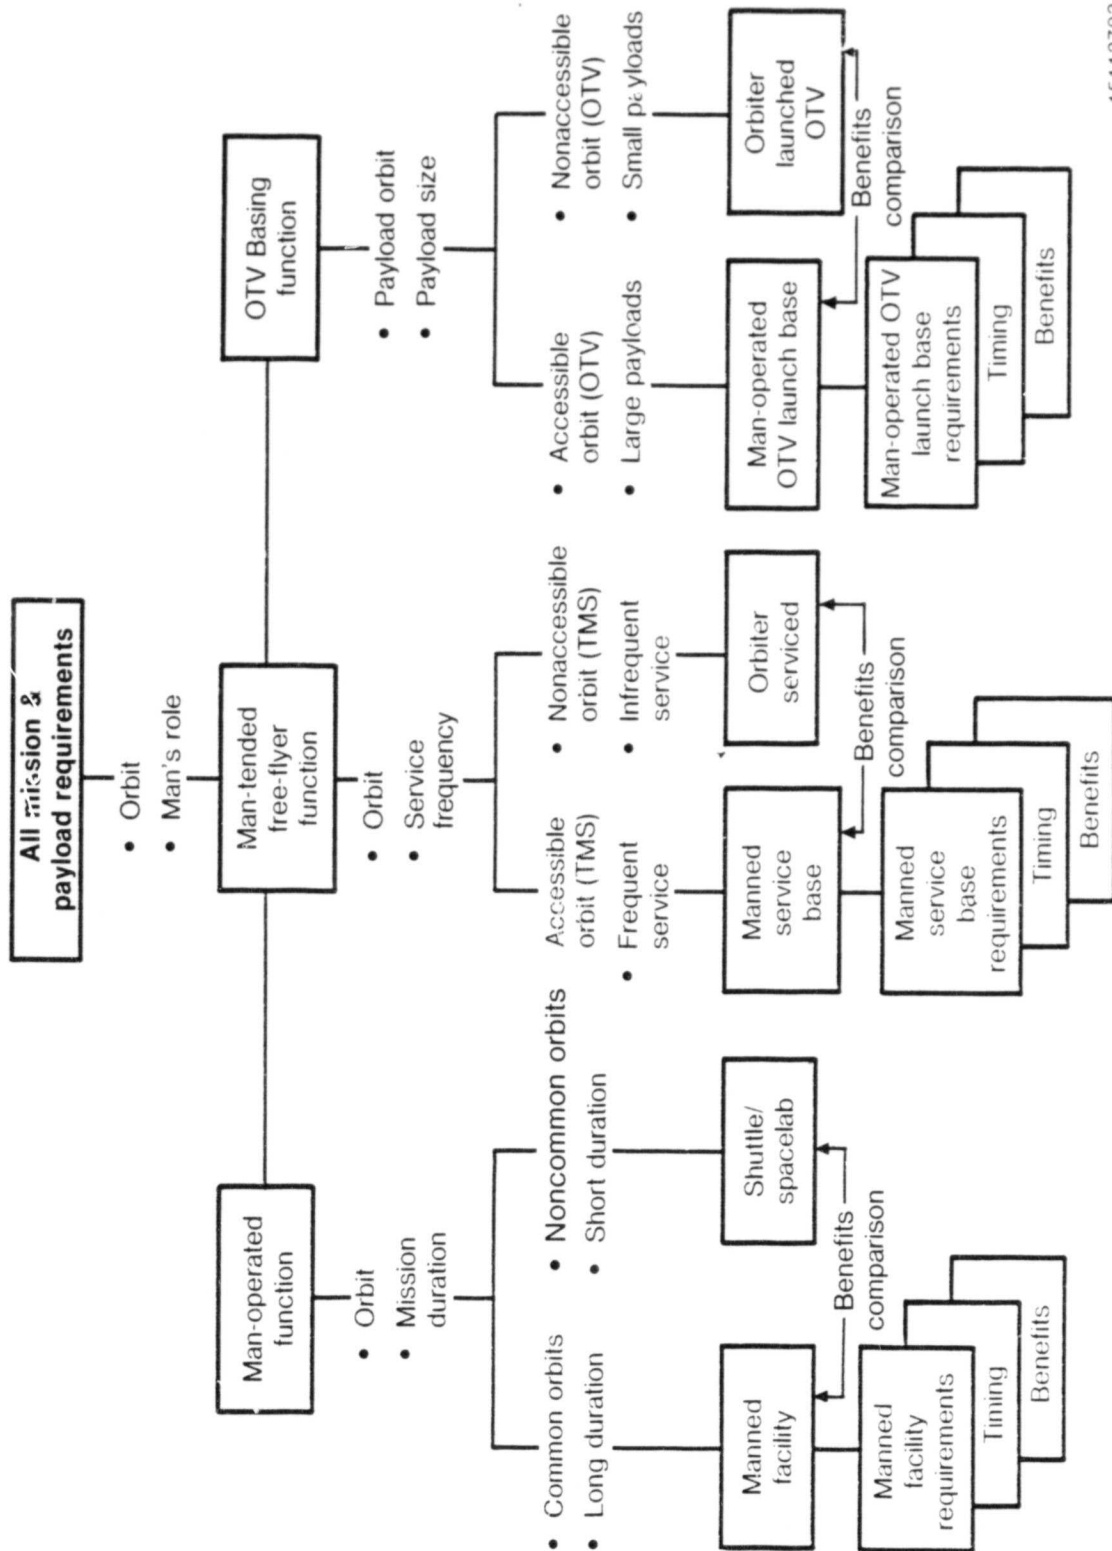 All mission &
payload requirements
• Orbit
• Man's role
Man-operated
function
• Orbit
• Mission
duration
• Common orbits
• Long duration
• Noncommon orbits
• Short duration
Manned
facility
Shuttle/
spacelab
Benefits
comparison
Manned
facility
requirements
Timing
Benefits
Man-tended
free-flyer
function
• Orbit
• Service
frequency
Accessible
orbit (TMS)
• Frequent
service
• Nonaccessible
orbit (TMS)
• Infrequent
service
Manned
service
base
Orbiter
serviced
Benefits
comparison
Manned
service
base
requirements
Timing
Benefits
OTV Basing
function
• Payload orbit
• Payload size
• Accessible
orbit (OTV)
• Large payloads
• Nonaccessible
orbit (OTV)
• Small payloads
Man-operated
OTV launch base
Orbiter
launched
OTV
Benefits
comparison
Man-operated OTV
launch base
requirements
Timing
Benefits